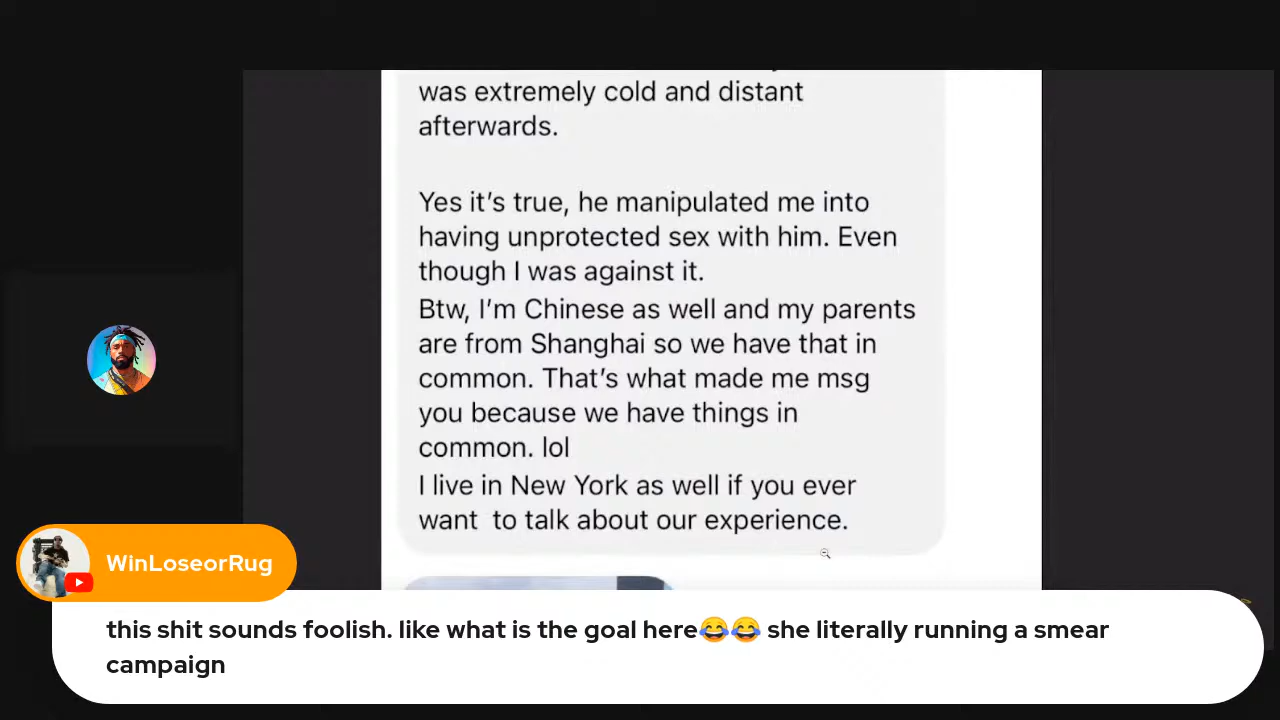 was extremely cold and distant
afterwards.
Yes it’s true, he manipulated me into
having unprotected sex with him. Even
though I was against it.
Btw, I’m Chinese as well and my parents
are from Shanghai so we have that in
common. That’s what made me msg
you because we have things in
common. lol
I live in New York as well if you ever
want to talk about our experience.
WinLoseorRug
this shit sounds foolish. like what is the goal here😂😂 she literally running a smear
campaign